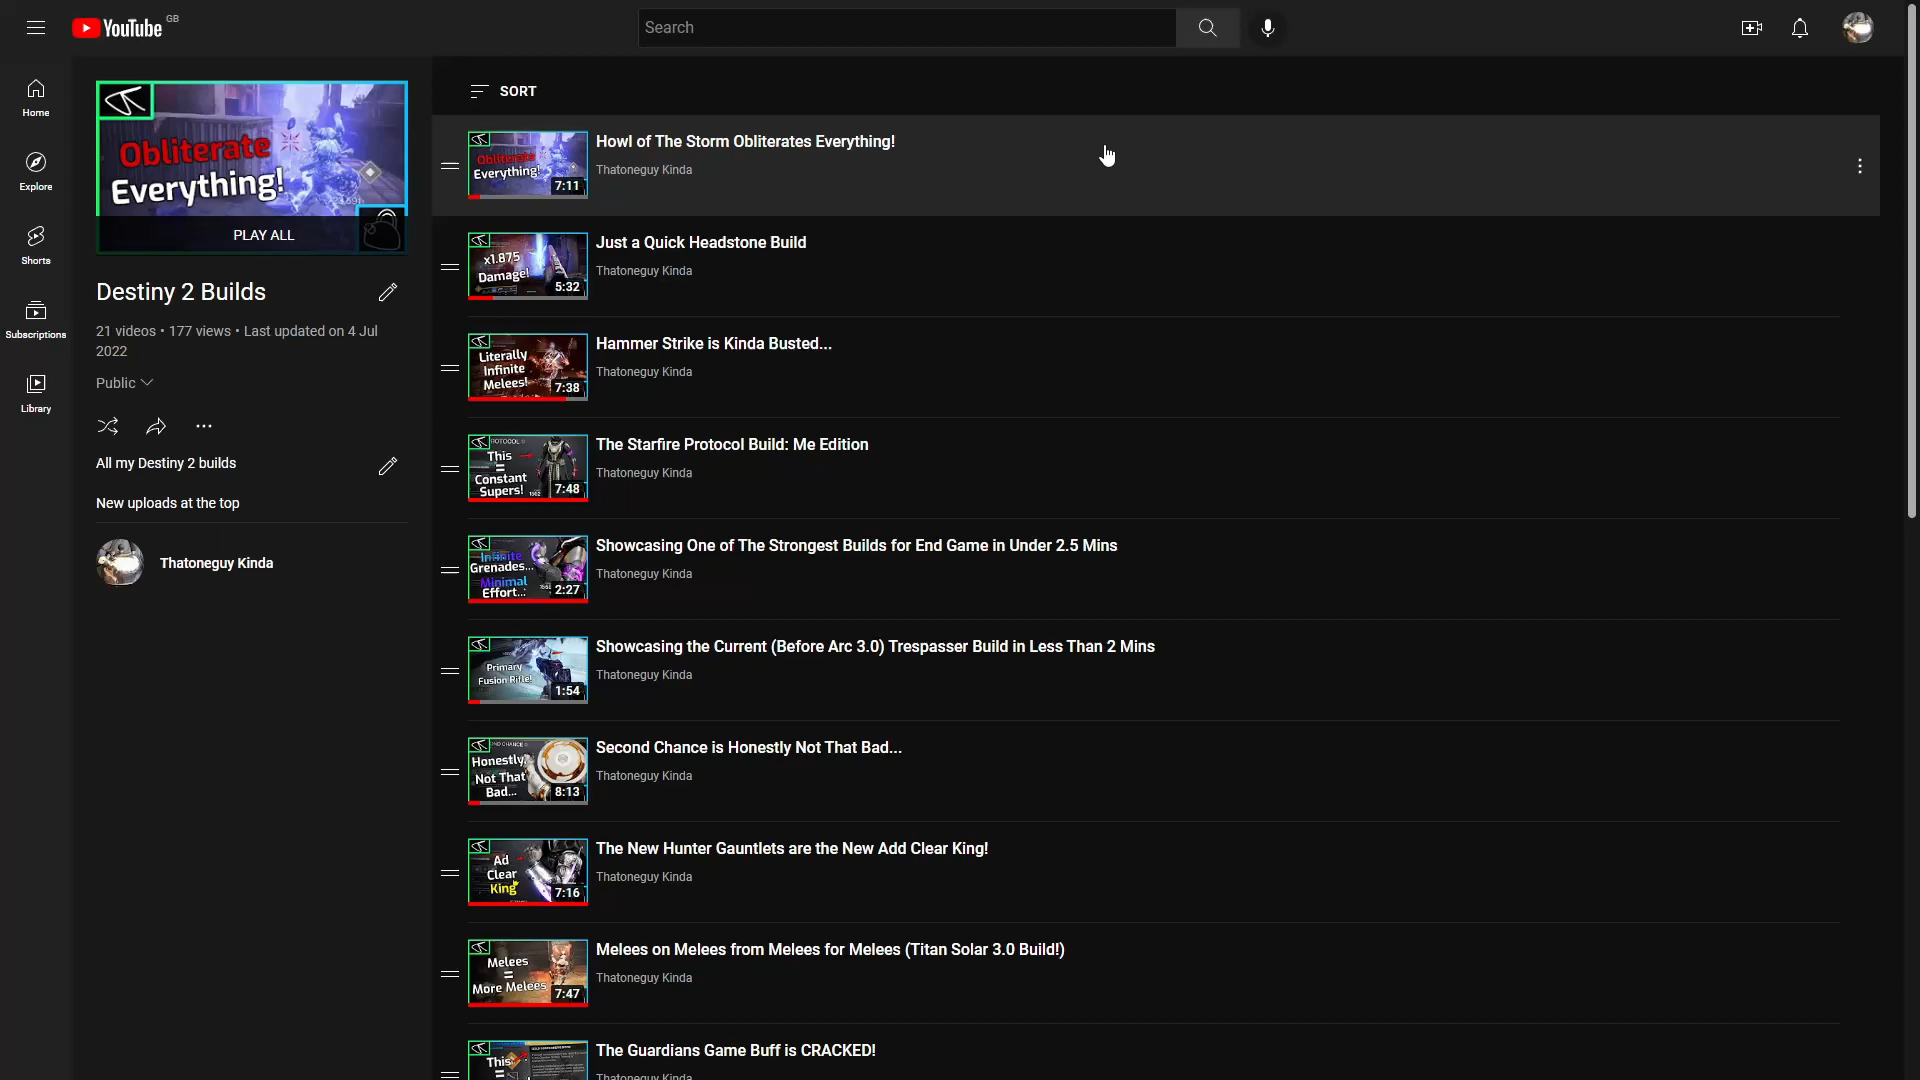 YouTube GB
Search
Home
Explore
Shorts
Subscriptions
Library
Obliterate
Everything!
PLAY ALL
Destiny 2 Builds
21 videos • 177 views • Last updated on 4 Jul
2022
Public
All my Destiny 2 builds
New uploads at the top
Thatoneguy Kinda
SORT
Obliterate
Everything!
7:11
Howl of The Storm Obliterates Everything!
Thatoneguy Kinda
x1.875
Damage!
5:32
Just a Quick Headstone Build
Thatoneguy Kinda
Literally
Infinite
Melees!
7:38
Hammer Strike is Kinda Busted...
Thatoneguy Kinda
This
=
Constant
Supers!
7:48
The Starfire Protocol Build: Me Edition
Thatoneguy Kinda
Infinite
Grenades...
Minimal
Effort...
2:27
Showcasing One of The Strongest Builds for End Game in Under 2.5 Mins
Thatoneguy Kinda
Primary
Fusion Rifle!
1:54
Showcasing the Current (Before Arc 3.0) Trespasser Build in Less Than 2 Mins
Thatoneguy Kinda
Honestly,
Not That
Bad...
8:13
Second Chance is Honestly Not That Bad...
Thatoneguy Kinda
Ad
Clear
King
7:16
The New Hunter Gauntlets are the New Add Clear King!
Thatoneguy Kinda
Melees
=
More Melees
7:47
Melees on Melees from Melees for Melees (Titan Solar 3.0 Build!)
Thatoneguy Kinda
This
The Guardians Game Buff is CRACKED!
Thatoneguy Kinda